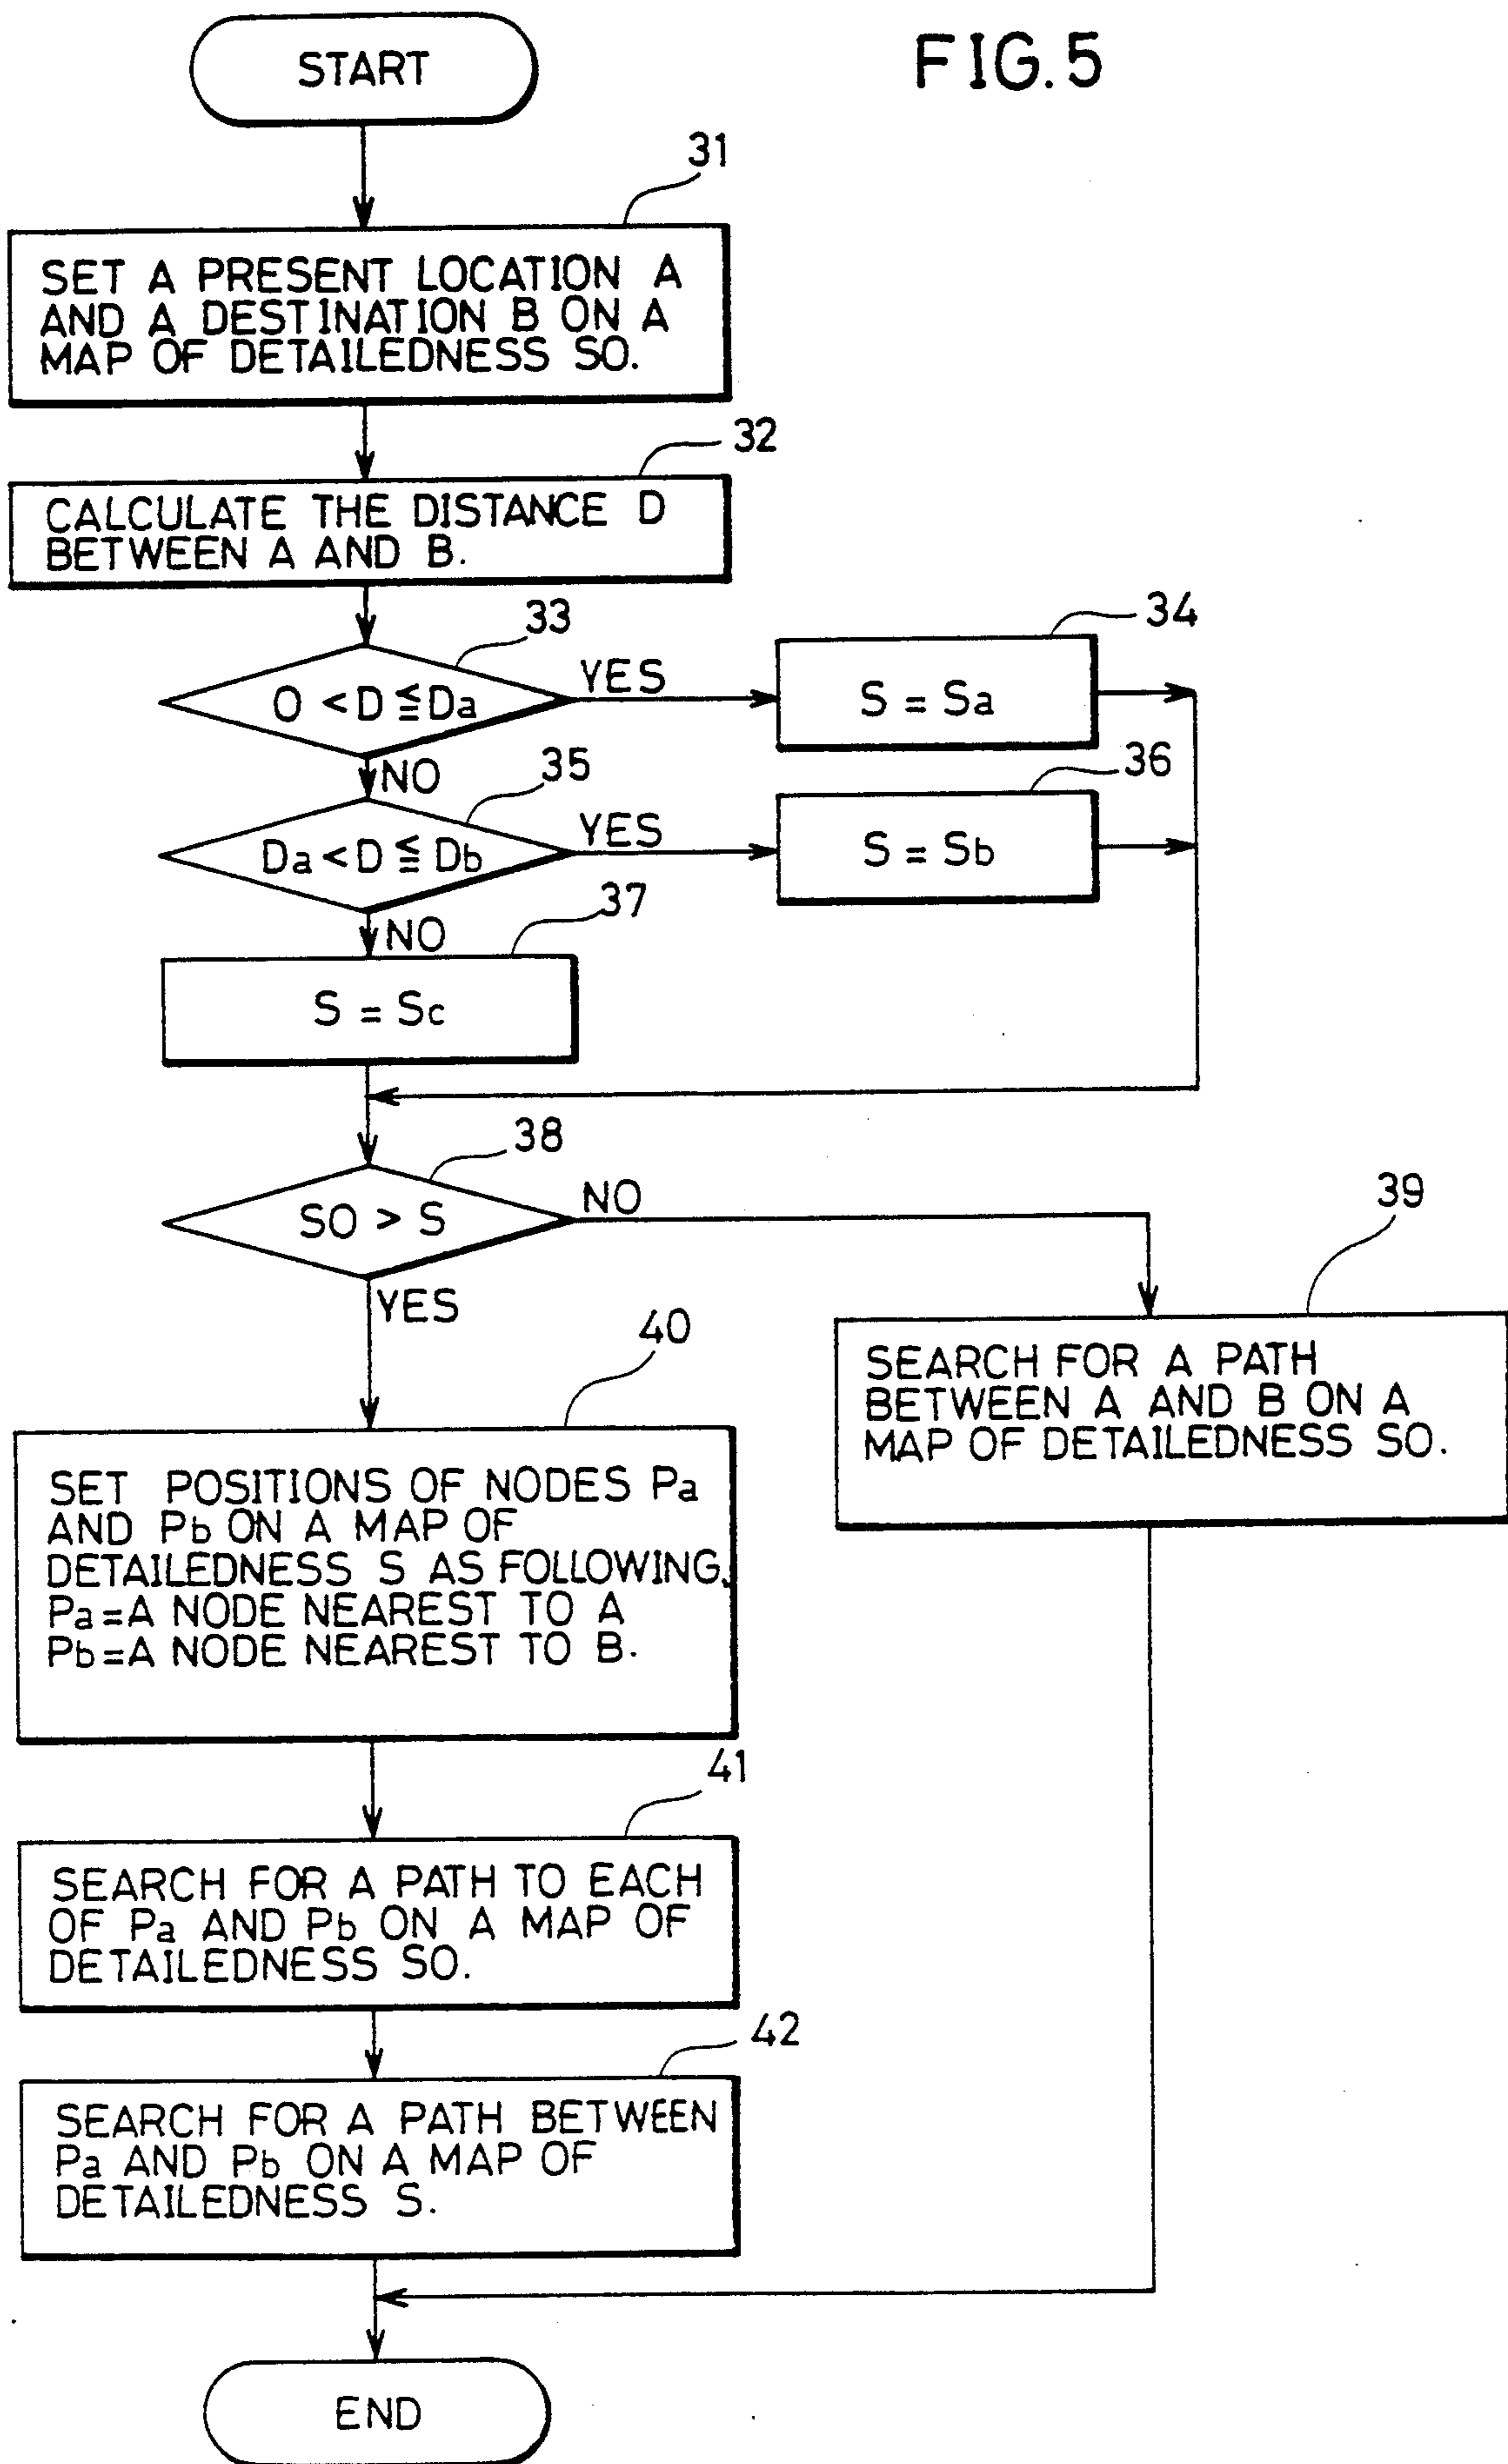 START
FIG. 5
31
SET A PRESENT LOCATION A
AND A DESTINATION B ON A
MAP OF DETAILEDNESS SO.
32
CALCULATE THE DISTANCE D
BETWEEN A AND B.
33
O < D ≦ Da
YES
34
S = Sa
NO
35
Da < D ≦ Db
YES
36
S = Sb
NO
37
S = Sc
38
SO > S
NO
YES
39
SEARCH FOR A PATH
BETWEEN A AND B ON A
MAP OF DETAILEDNESS SO.
40
SET POSITIONS OF NODES Pa
AND Pb ON A MAP OF
DETAILEDNESS S AS FOLLOWING.
Pa=A NODE NEAREST TO A
Pb=A NODE NEAREST TO B.
41
SEARCH FOR A PATH TO EACH
OF Pa AND Pb ON A MAP OF
DETAILEDNESS SO.
42
SEARCH FOR A PATH BETWEEN
Pa AND Pb ON A MAP OF
DETAILEDNESS S.
END